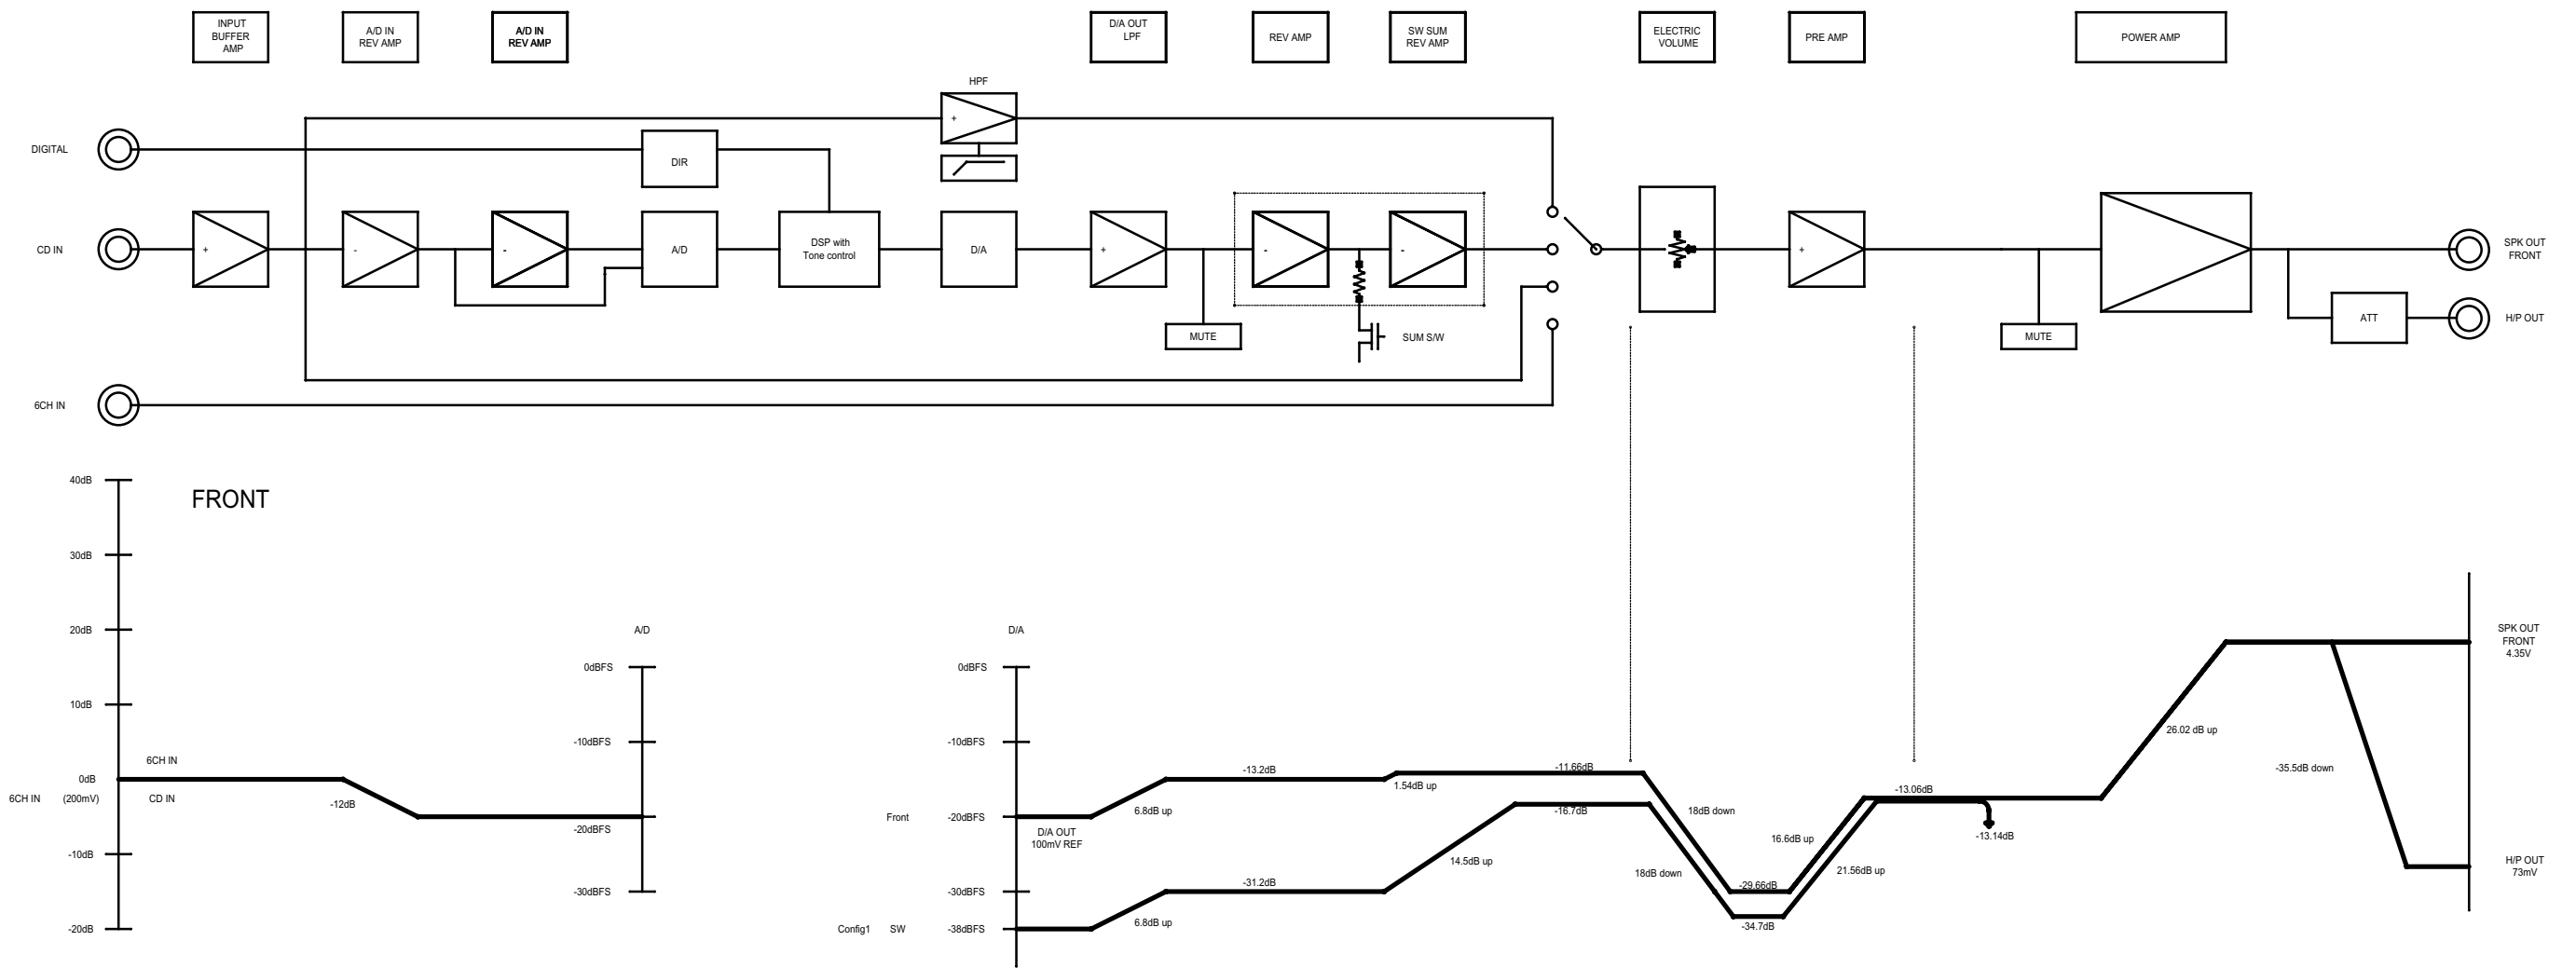 INPUT
BUFFER
AMP
A/D IN
REV AMP
A/D IN
REV AMP
D/A OUT
LPF
REV AMP
SW SUM
REV AMP
ELECTRIC
VOLUME
PRE AMP
POWER AMP
HPF
+
DIGITAL
DIR
CD IN
+
-
-
A/D
DSP with
Tone control
D/A
+
-
-
+
SPK OUT
FRONT
MUTE
SUM S/W
MUTE
ATT
H/P OUT
6CH IN
FRONT
40dB
30dB
20dB
10dB
0dB
6CH IN
(200mV)
-10dB
-20dB
6CH IN
CD IN
-12dB
A/D
0dBFS
-10dBFS
-20dBFS
-30dBFS
D/A
0dBFS
-10dBFS
Front
-20dBFS
-30dBFS
Config1
SW
-38dBFS
D/A OUT
100mV REF
6.8dB up
6.8dB up
-13.2dB
-31.2dB
1.54dB up
14.5dB up
-11.66dB
-16.7dB
18dB down
18dB down
-29.66dB
-34.7dB
16.6dB up
21.56dB up
-13.06dB
-13.14dB
26.02 dB up
-35.5dB down
SPK OUT
FRONT
4.35V
H/P OUT
73mV